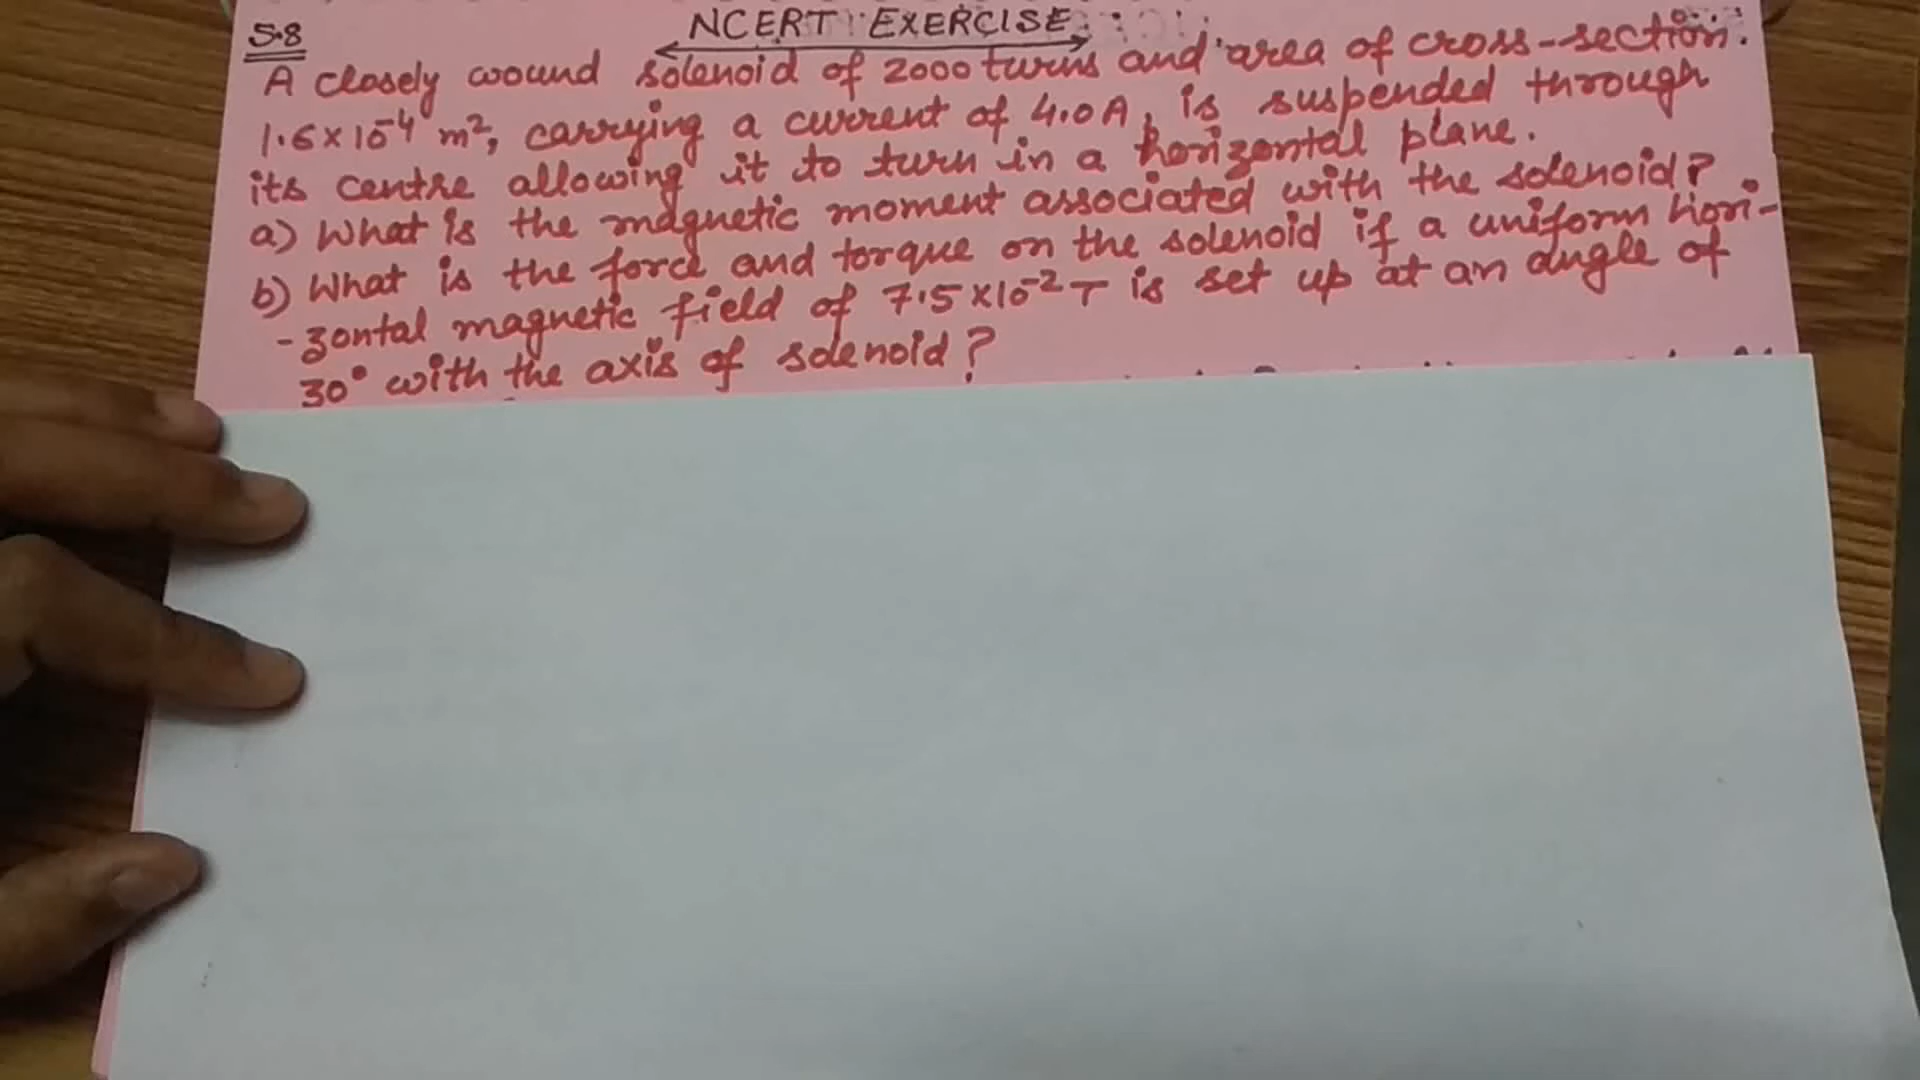 5.8
NCERT EXERCISE
A closely wound solenoid of 2000 turns and area of cross-section.
1.6×10⁻⁴ m², carrying a current of 4.0A, is suspended through
its centre allowing it to turn in a horizontal plane.
a) What is the magnetic moment associated with the solenoid?
b) What is the force and torque on the solenoid if a uniform hori-
-zontal magnetic field of 7.5×10⁻² T is set up at an angle of
30° with the axis of solenoid?